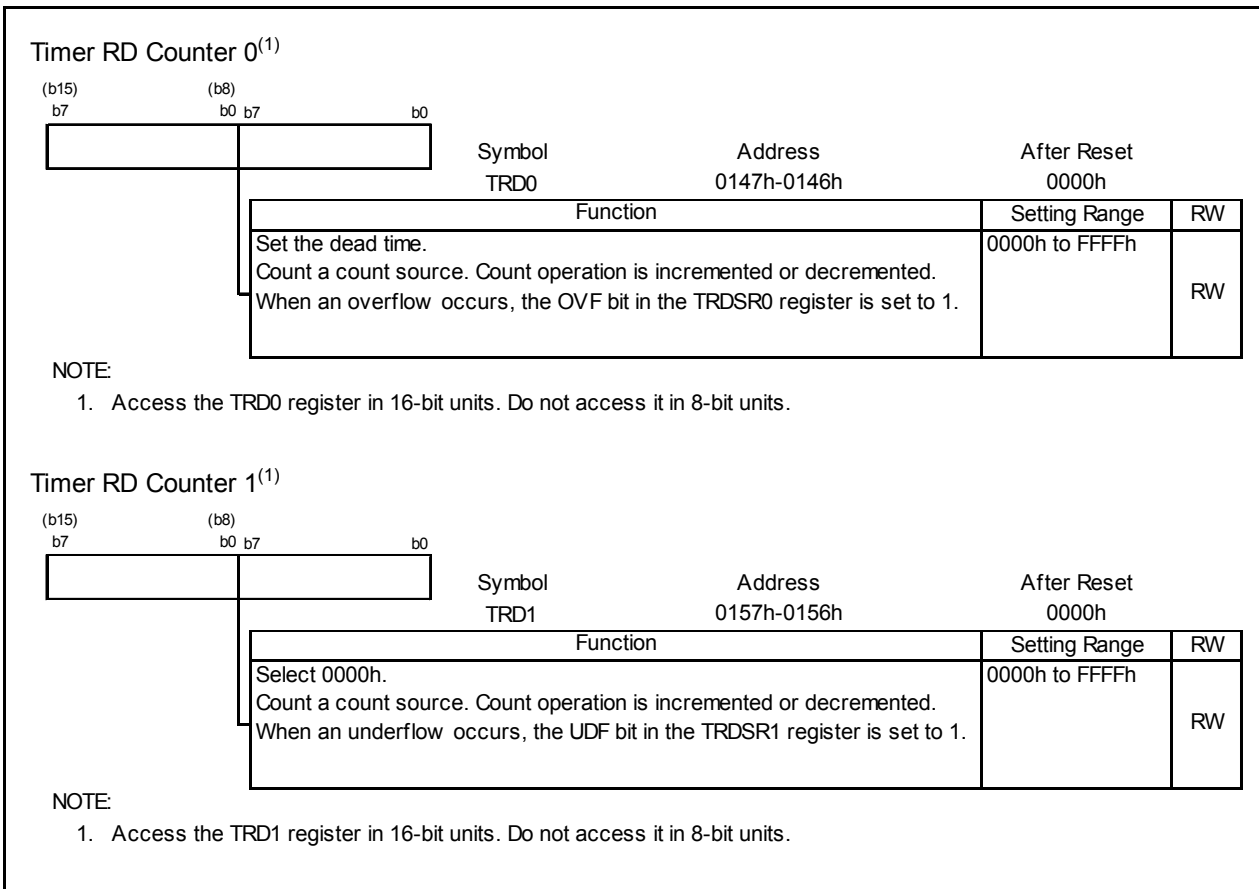 Timer RD Counter 0(1)
(b15) (b8)
b7 b0 b7 b0
Symbol Address After Reset
TRD0 0147h-0146h 0000h
Function Setting Range RW
Set the dead time. 0000h to FFFFh
Count a count source. Count operation is incremented or decremented.
When an overflow occurs, the OVF bit in the TRDSR0 register is set to 1. RW
NOTE:
1. Access the TRD0 register in 16-bit units. Do not access it in 8-bit units.
Timer RD Counter 1(1)
(b15) (b8)
b7 b0 b7 b0
Symbol Address After Reset
TRD1 0157h-0156h 0000h
Function Setting Range RW
Select 0000h. 0000h to FFFFh
Count a count source. Count operation is incremented or decremented.
When an underflow occurs, the UDF bit in the TRDSR1 register is set to 1. RW
NOTE:
1. Access the TRD1 register in 16-bit units. Do not access it in 8-bit units.